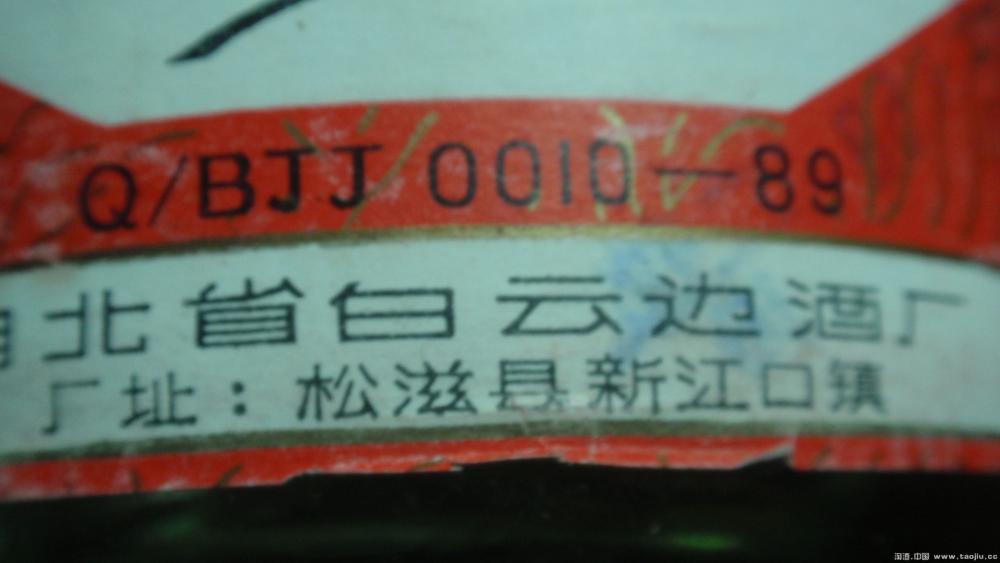 Q/BJJ 0010—89
湖北省白云边酒厂
厂址：松滋县新江口镇
淘酒.中国 www.taojiu.cc